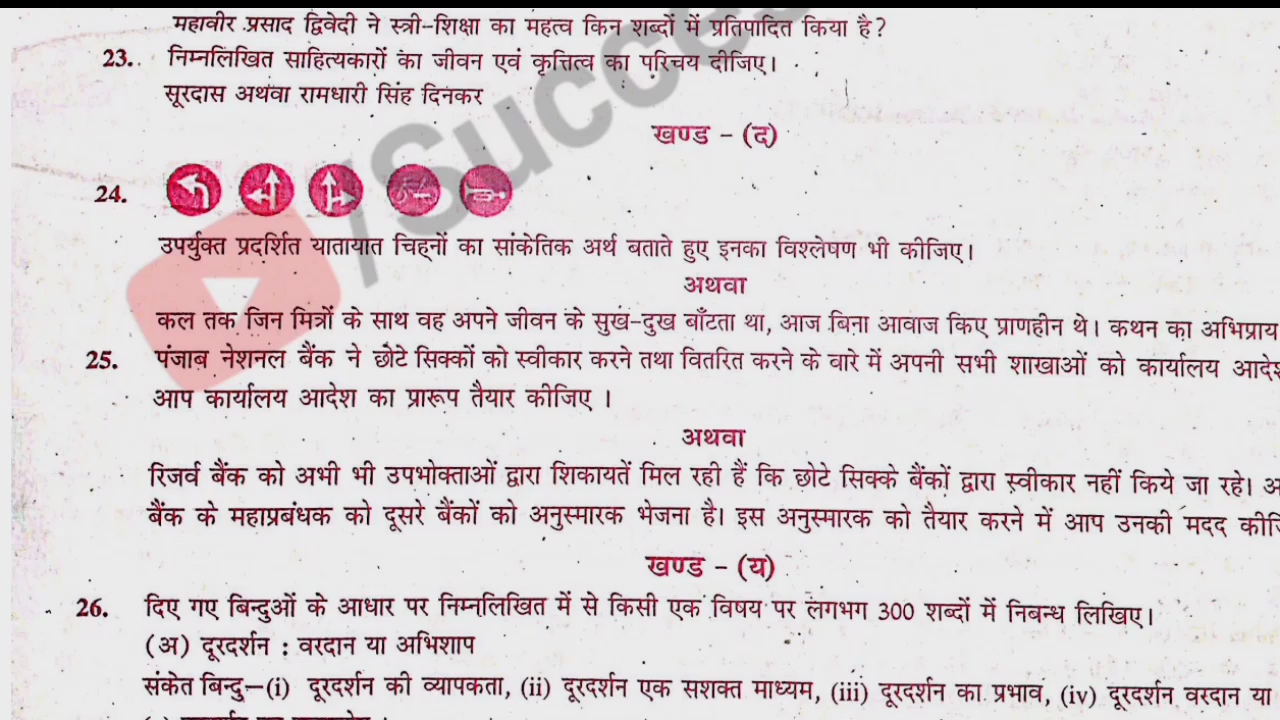 महावीर प्रसाद द्विवेदी ने स्त्री-शिक्षा का महत्व किन शब्दों में प्रतिपादित किया है?
23. निम्नलिखित साहित्यकारों का जीवन एवं कृत्तित्व का परिचय दीजिए।
सूरदास अथवा रामधारी सिंह दिनकर
खण्ड - (द)
24.
उपर्युक्त प्रदर्शित यातायात चिह्नों का सांकेतिक अर्थ बताते हुए इनका विश्लेषण भी कीजिए।
अथवा
कल तक जिन मित्रों के साथ वह अपने जीवन के सुख-दुख बाँटता था, आज बिना आवाज किए प्राणहीन थे। कथन का अभिप्राय
25. पंजाब नेशनल बैंक ने छोटे सिक्कों को स्वीकार करने तथा वितरित करने के बारे में अपनी सभी शाखाओं को कार्यालय
आप कार्यालय आदेश का प्रारूप तैयार कीजिए ।
अथवा
रिजर्व बैंक को अभी भी उपभोक्ताओं द्वारा शिकायतें मिल रही हैं कि छोटे सिक्के बैंकों द्वारा स्वीकार नहीं किये जा रहे।
बैंक के महाप्रबंधक को दूसरे बैंकों को अनुस्मारक भेजना है। इस अनुस्मारक को तैयार करने में आप उनकी मदद
खण्ड - (य)
26. दिए गए बिन्दुओं के आधार पर निम्नलिखित में से किसी एक विषय पर लगभग 300 शब्दों में निबन्ध लिखिए।
(अ) दूरदर्शन : वरदान या अभिशाप
संकेत बिन्दु-(i) दूरदर्शन की व्यापकता, (ii) दूरदर्शन एक सशक्त माध्यम, (iii) दूरदर्शन का प्रभाव, (iv) दूरदर्शन वरदान या